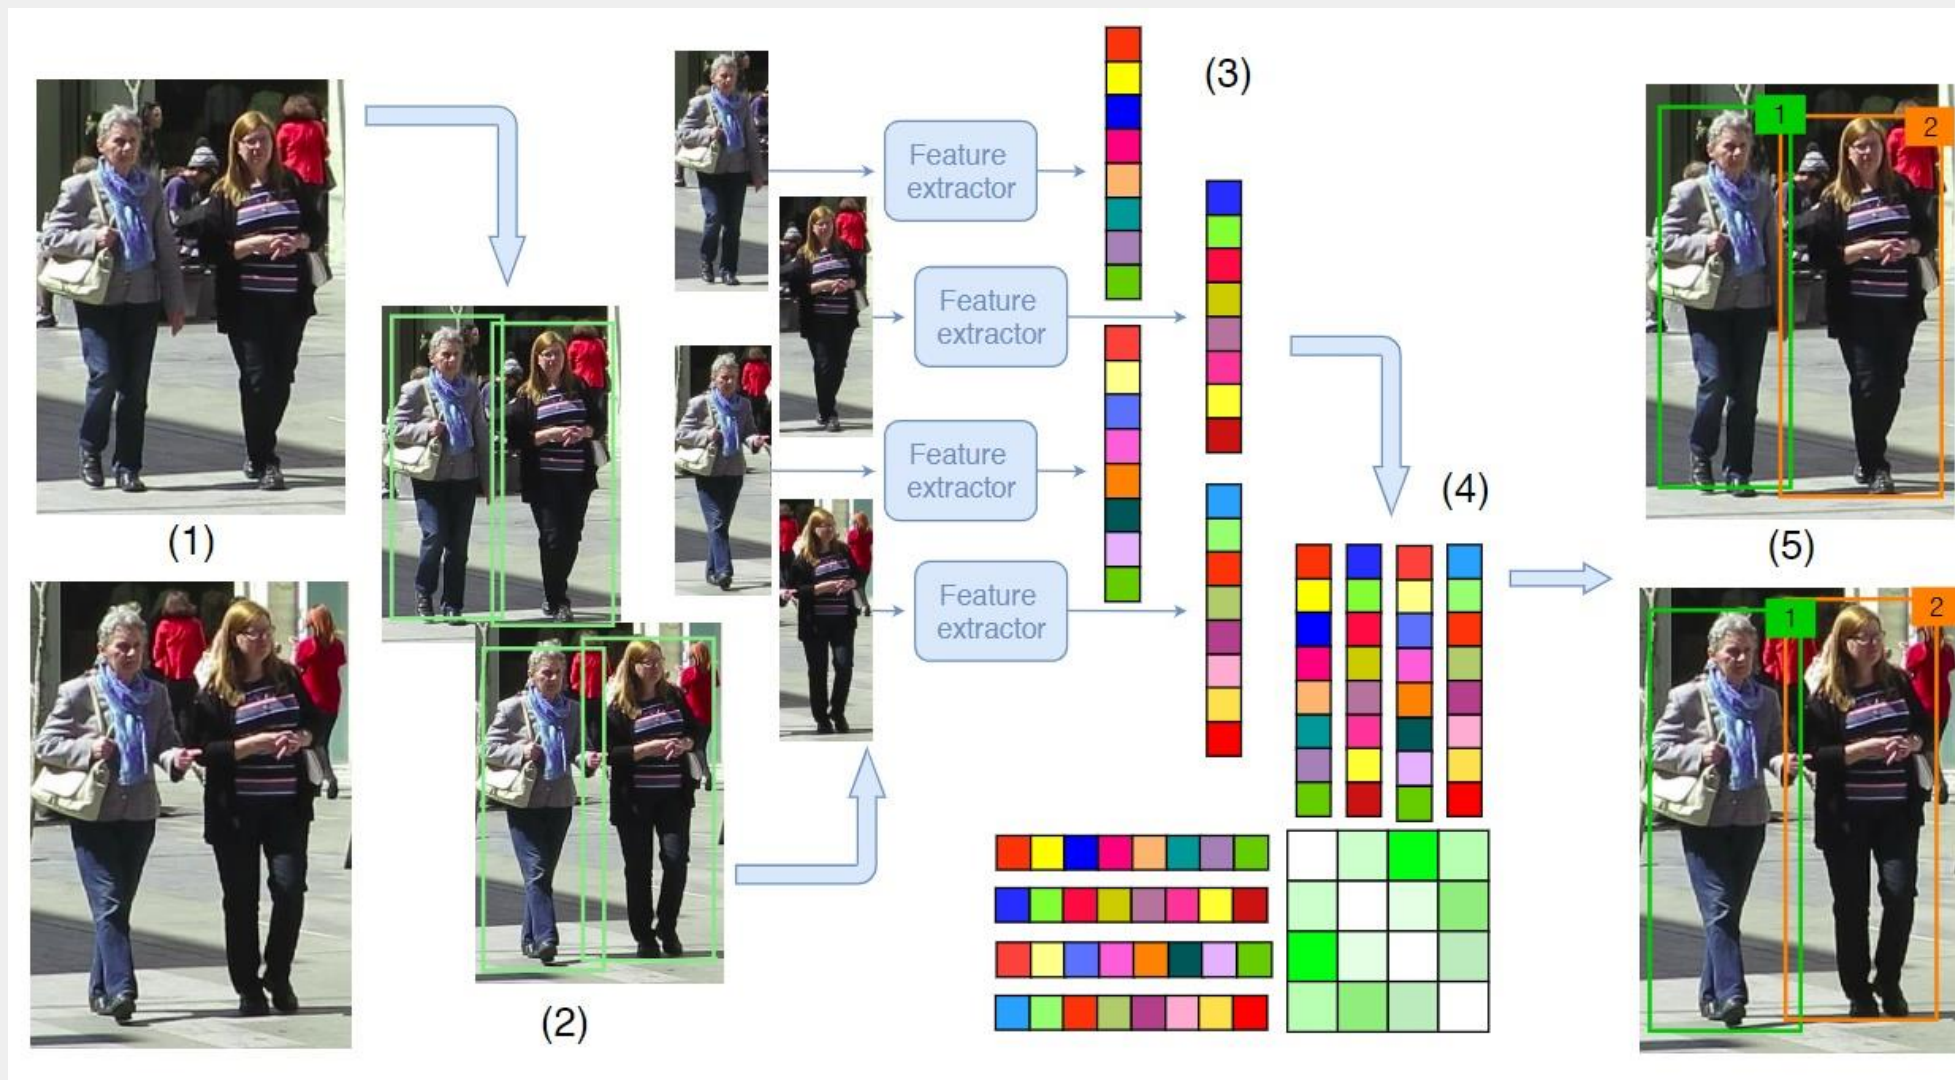 (1)
(2)
Feature
extractor
Feature
extractor
Feature
extractor
Feature
extractor
(3)
(4)
1
2
(5)
1
2